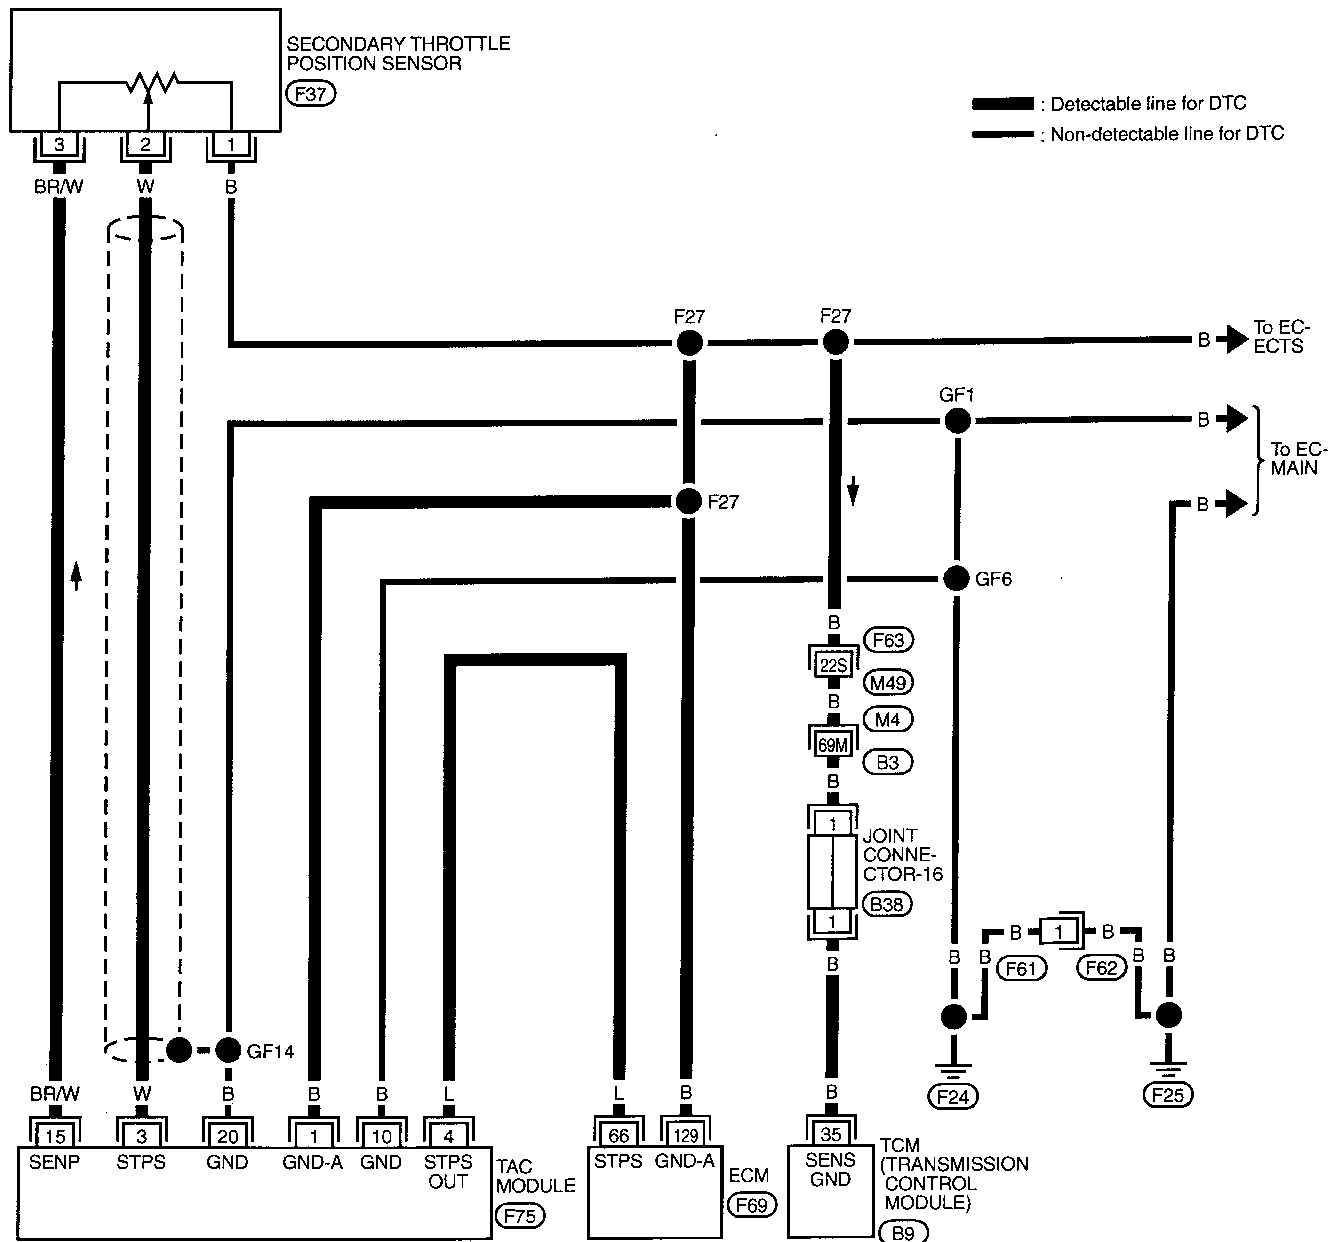 SECONDARY THROTTLE
POSITION SENSOR
F37
: Detectable line for DTC
: Non-detectable line for DTC
3
2
1
BR/W
W
B
F27
F27
B
To EC-
ECTS
GF1
B
To EC-
MAIN
F27
B
GF6
B
F63
22S
M49
B
M4
69M
B3
B
1
JOINT
CONNE-
CTOR-16
B38
1
B
B
B
B
1
B
B
B
F61
F62
GF14
F24
F25
BR/W
W
B
B
B
L
L
B
B
15
3
20
1
10
4
66
129
35
SENP
STPS
GND
GND-A
GND
STPS
OUT
TAC
MODULE
F75
STPS
GND-A
ECM
F69
SENS
GND
TCM
(TRANSMISSION
CONTROL
MODULE)
B9